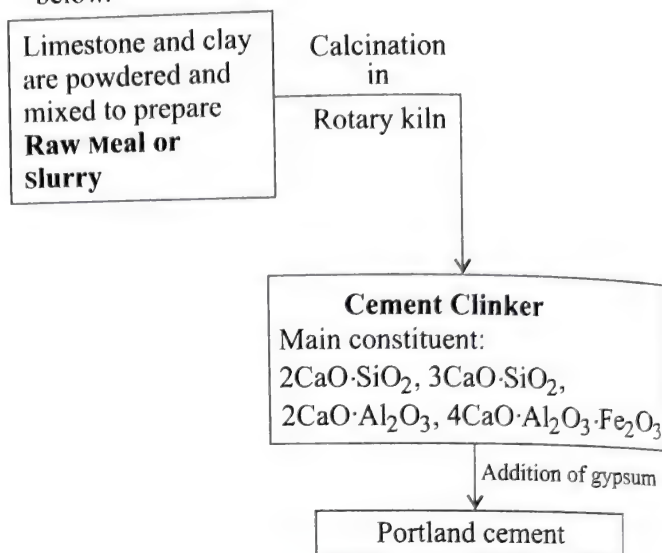 below.
Limestone and clay
are powdered and
mixed to prepare
Raw Meal or
Slurry
Calcination
in
Rotary kiln
Cement Clinker
Main constituent:
2CaO·SiO₂, 3CaO·SiO₂,
2CaO·Al₂O₃, 4CaO·Al₂O₃·Fe₂O₃
Addition of gypsum
Portland cement